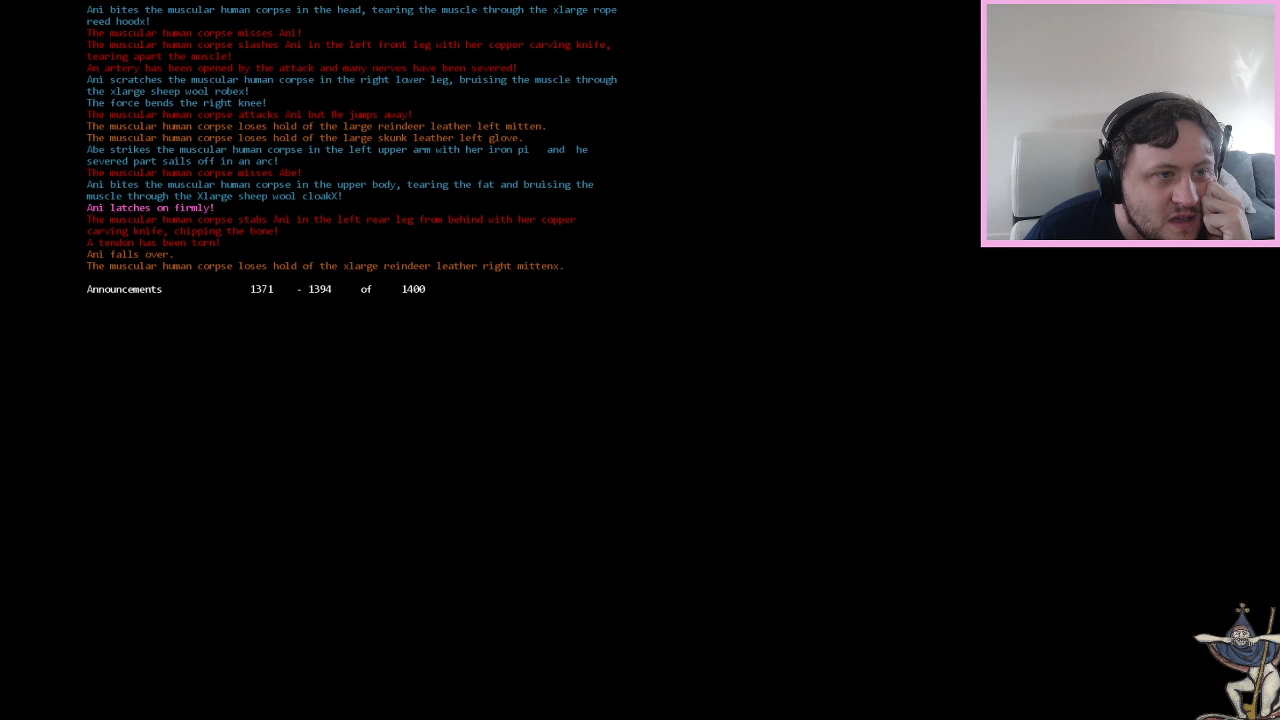 Ani bites the muscular human corpse in the head, tearing the muscle through the xlarge rope
reed hoodx!
The muscular human corpse misses Ani!
The muscular human corpse slashes Ani in the left front leg with her copper carving knife,
tearing apart the muscle!
An artery has been opened by the attack and many nerves have been severed!
Ani scratches the muscular human corpse in the right lower leg, bruising the muscle through
the xlarge sheep wool robex!
The force bends the right knee!
The muscular human corpse attacks Ani but He jumps away!
The muscular human corpse loses hold of the large reindeer leather left mitten.
The muscular human corpse loses hold of the large skunk leather left glove.
Abe strikes the muscular human corpse in the left upper arm with her iron pi and he
severed part sails off in an arc!
The muscular human corpse misses Abe!
Ani bites the muscular human corpse in the upper body, tearing the fat and bruising the
muscle through the Xlarge sheep wool cloakX!
Ani latches on firmly!
The muscular human corpse stabs Ani in the left rear leg from behind with her copper
carving knife, chipping the bone!
A tendon has been torn!
Ani falls over.
The muscular human corpse loses hold of the xlarge reindeer leather right mittenx.
Announcements 1371 - 1394 of 1400